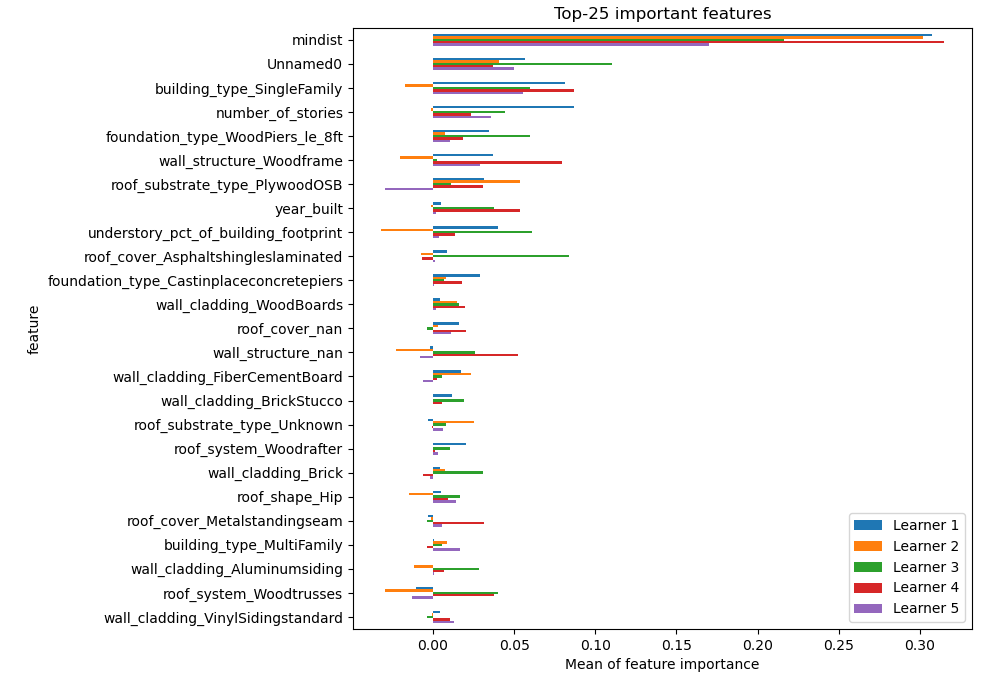 Top-25 important features
mindist
Unnamed0
building_type_SingleFamily
number_of_stories
foundation_type_WoodPiers_le_8ft
wall_structure_Woodframe
roof_substrate_type_PlywoodOSB
year_built
understory_pct_of_building_footprint
roof_cover_Asphaltshingleslaminated
foundation_type_Castinplaceconcretepiers
wall_cladding_WoodBoards
roof_cover_nan
wall_structure_nan
wall_cladding_FiberCementBoard
wall_cladding_BrickStucco
roof_substrate_type_Unknown
roof_system_Woodrafter
wall_cladding_Brick
roof_shape_Hip
roof_cover_Metalstandingseam
building_type_MultiFamily
wall_cladding_Aluminumsiding
roof_system_Woodtrusses
wall_cladding_VinylSidingstandard
feature
Learner 1
Learner 2
Learner 3
Learner 4
Learner 5
0.00 0.05 0.10 0.15 0.20 0.25 0.30
Mean of feature importance